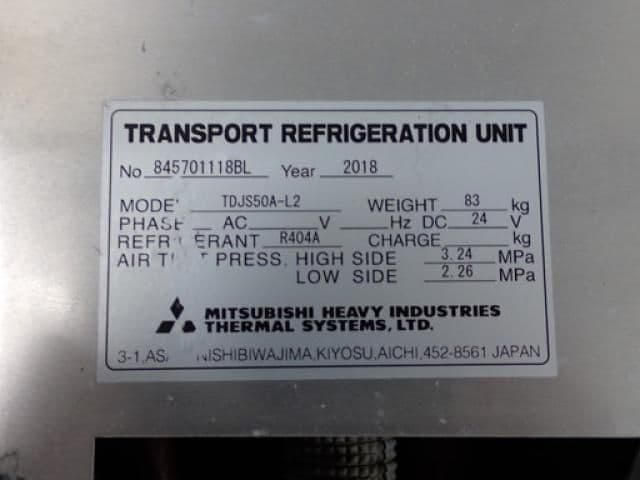 TRANSPORT REFRIGERATION UNIT
No 845701118BL Year 2018
TDJS50A-L2 WEIGHT 83 kg
AC V Hz DC 24 V
R404A CHARGE kg
AIR PRESS. HIGH SIDE 3.24 MPa
LOW SIDE 2.26 MPa
MITSUBISHI HEAVY INDUSTRIES
THERMAL SYSTEMS, LTD.
NISHIBIWAJIMA,KIYOSU,AICHI,452-8561 JAPAN